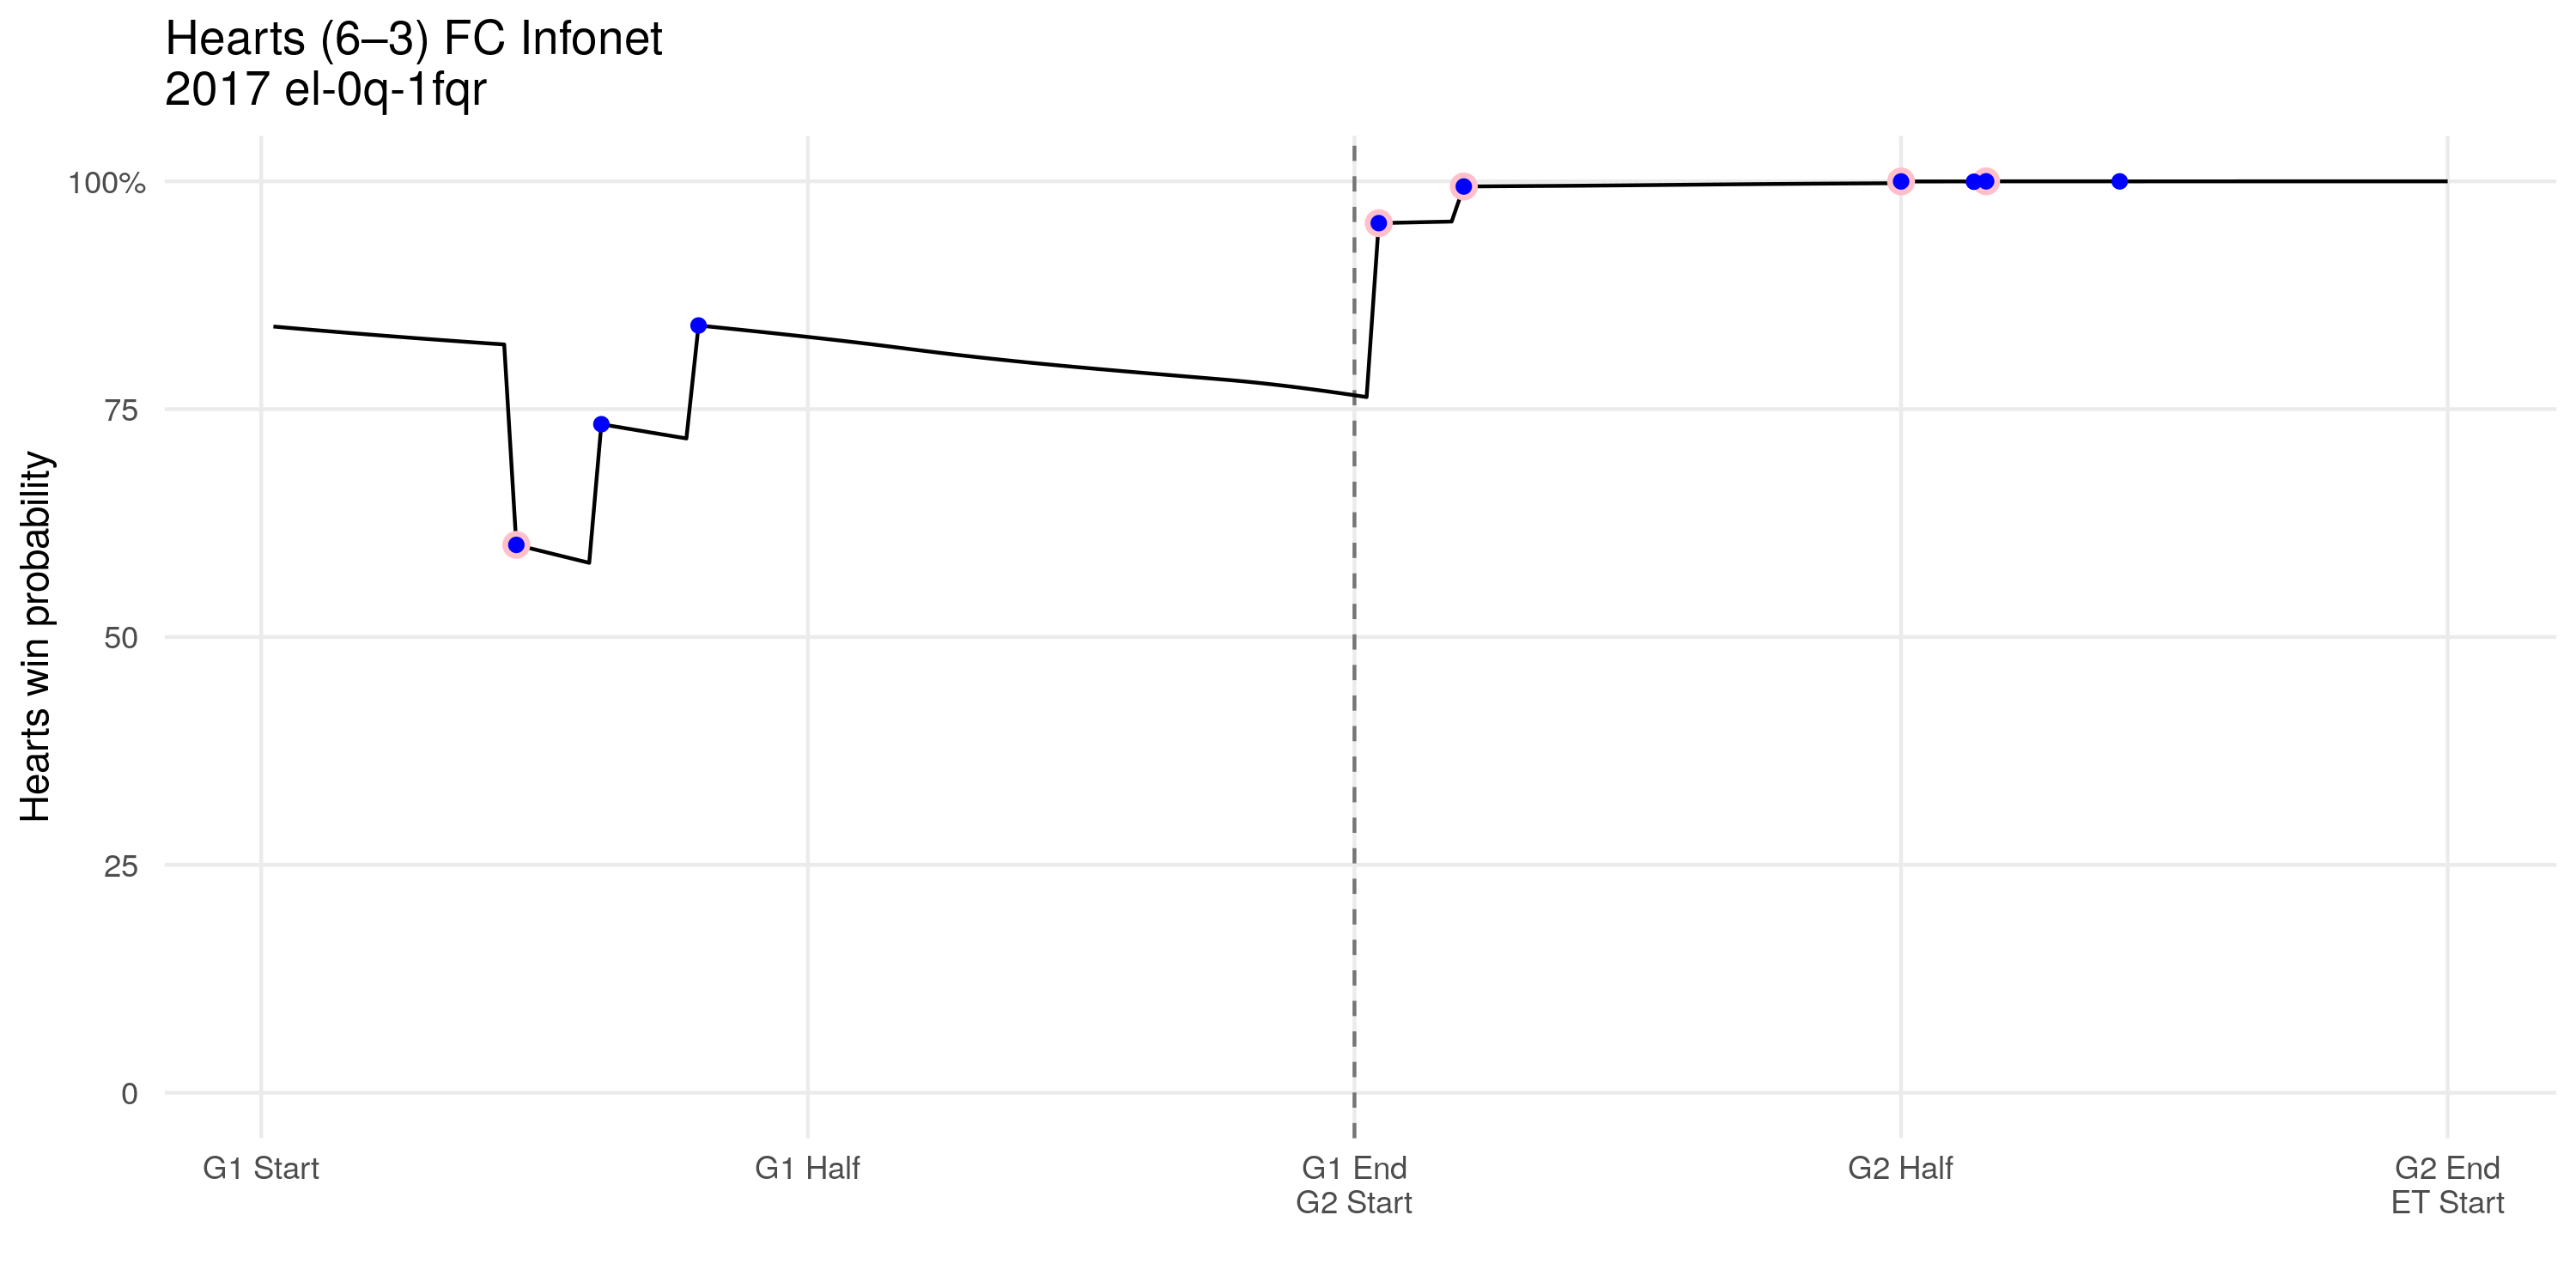 Hearts (6–3) FC Infonet
2017 el-0q-1fqr
Hearts win probability
100%
75
50
25
0
G1 Start
G1 Half
G1 End
G2 Start
G2 Half
G2 End
ET Start